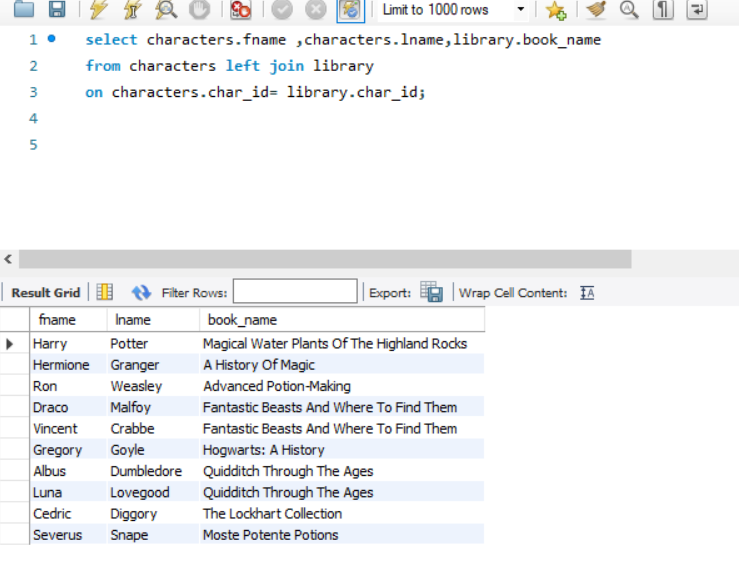 Limit to 1000 rows
1 select characters.fname ,characters.lname,library.book_name
2 from characters left join library
3 on characters.char_id= library.char_id;
4
5
Result Grid Filter Rows: Export: Wrap Cell Content:
fname lname book_name
Harry Potter Magical Water Plants Of The Highland Rocks
Hermione Granger A History Of Magic
Ron Weasley Advanced Potion-Making
Draco Malfoy Fantastic Beasts And Where To Find Them
Vincent Crabbe Fantastic Beasts And Where To Find Them
Gregory Goyle Hogwarts: A History
Albus Dumbledore Quidditch Through The Ages
Luna Lovegood Quidditch Through The Ages
Cedric Diggory The Lockhart Collection
Severus Snape Moste Potente Potions